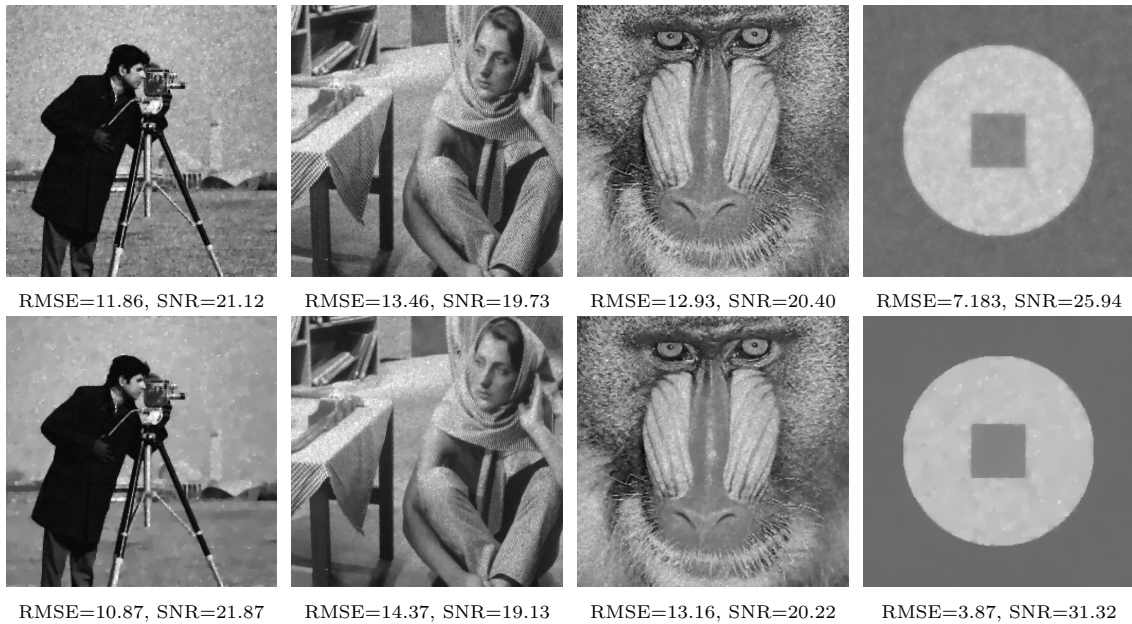 RMSE=11.86, SNR=21.12 RMSE=13.46, SNR=19.73 RMSE=12.93, SNR=20.40 RMSE=7.183, SNR=25.94
RMSE=10.87, SNR=21.87 RMSE=14.37, SNR=19.13 RMSE=13.16, SNR=20.22 RMSE=3.87, SNR=31.32